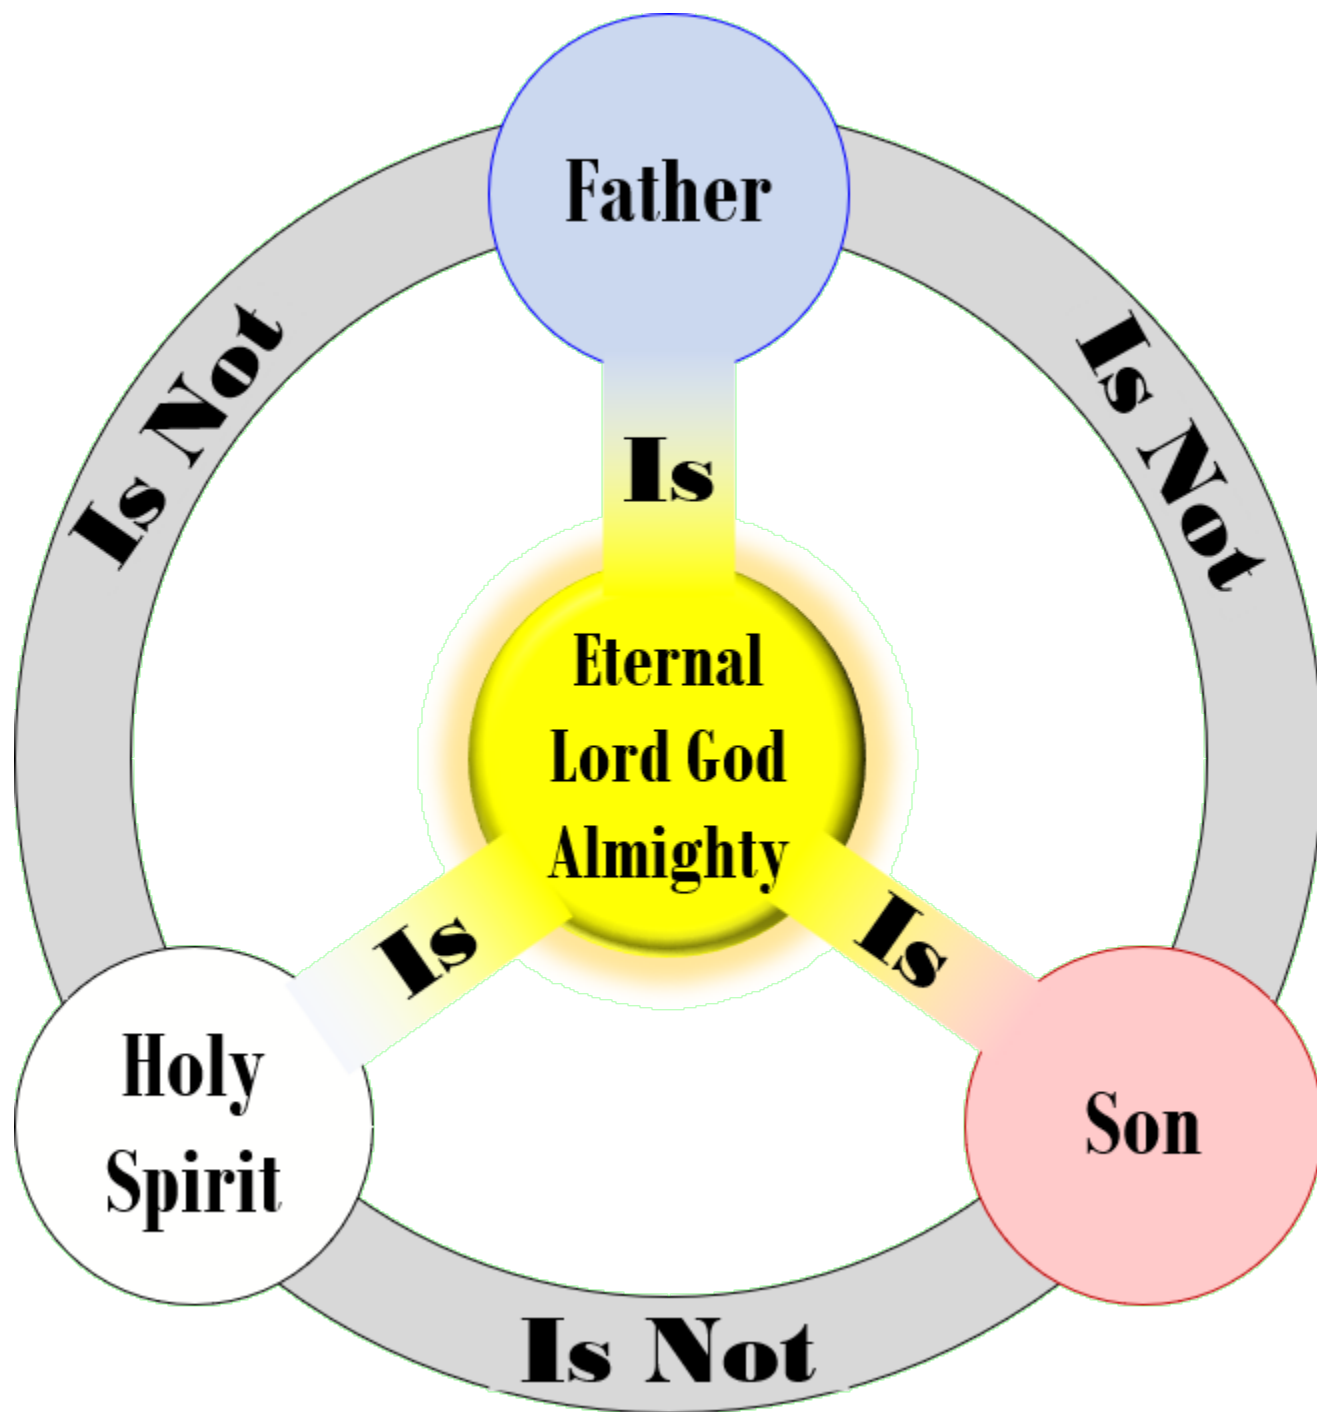 Father
Is Not
Is Not
Is
Eternal
Lord God
Almighty
Is
Is
Holy
Spirit
Son
Is Not